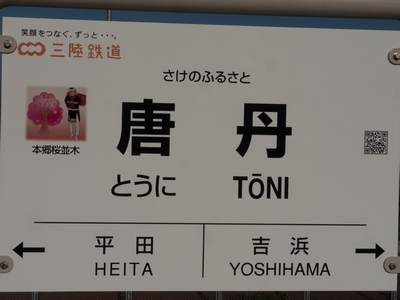 笑顔をつなぐ、ずっと・・・。
三陸鉄道
さけのふるさと
唐丹
本郷桜並木
とうに TŌNI
平田 吉浜
HEITA YOSHIHAMA